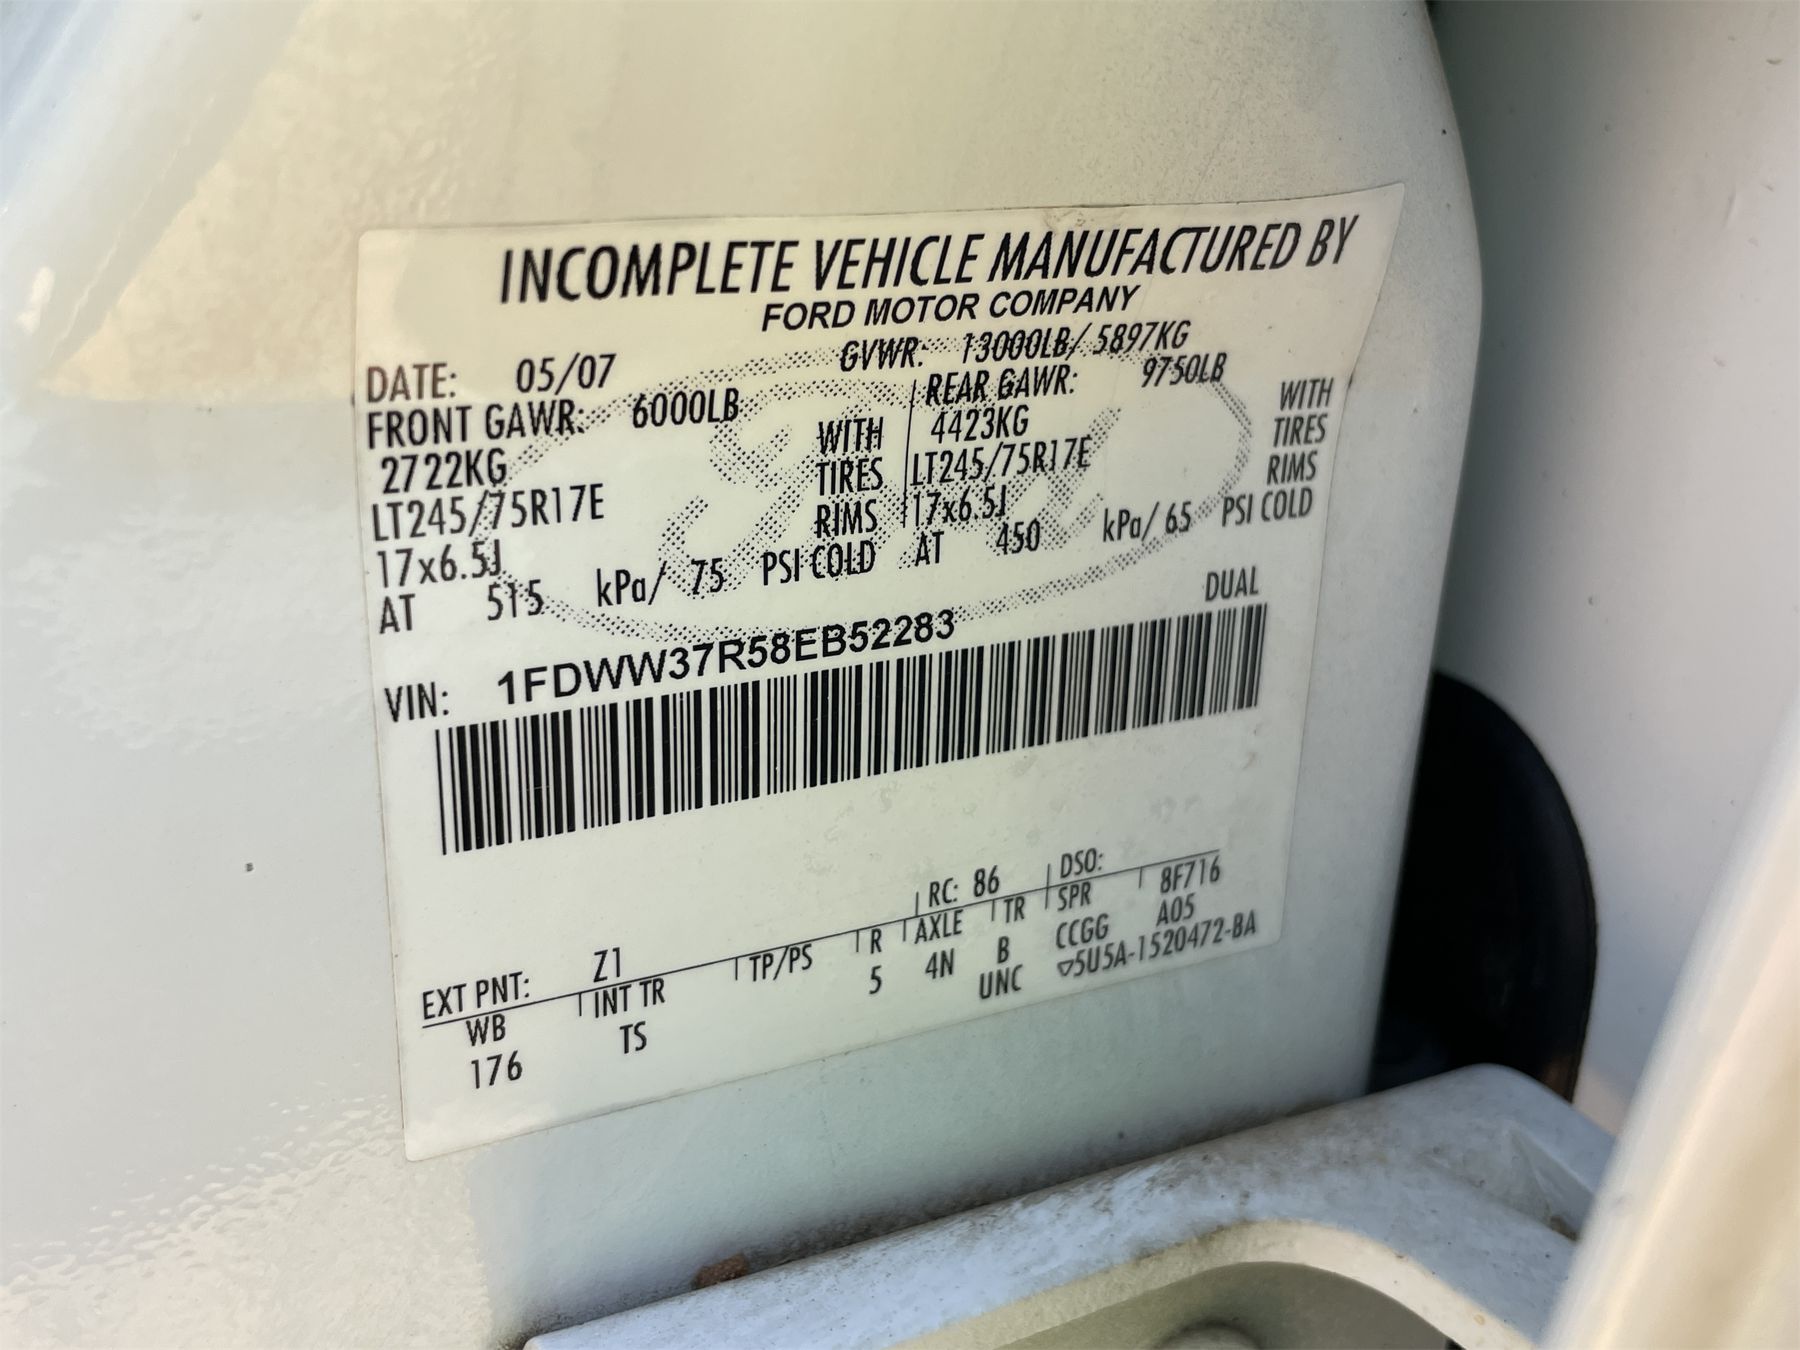 INCOMPLETE VEHICLE MANUFACTURED BY
FORD MOTOR COMPANY
DATE: 05/07 GVWR: 13000LB/ 5897KG
FRONT GAWR: 6000LB REAR GAWR: 9750LB
2722KG WITH 4423KG WITH
LT245/75R17E TIRES LT245/75R17E TIRES
17x6.5J RIMS 17x6.5J RIMS
AT 515 kPa/ 75 PSI COLD AT 450 kPa/ 65 PSI COLD
VIN: 1FDWW37R58EB52283 DUAL
EXT PNT: Z1 RC: 86 DSO:
WB INT TR TP/PS R AXLE TR SPR 8F716
176 TS 5 4N B CCGG A05
UNC ▽5U5A-1520472-BA
Ford